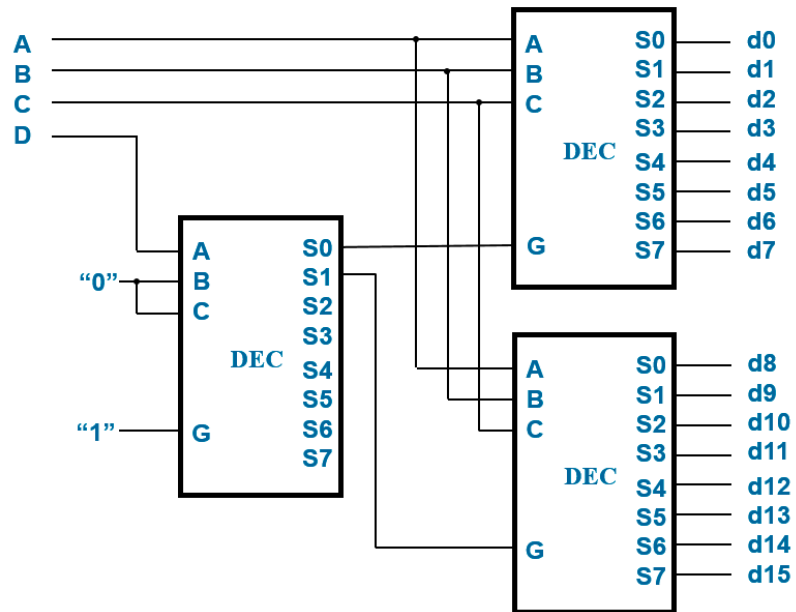 A
B
C
D
A
B
C
DEC
G
S0
S1
S2
S3
S4
S5
S6
S7
d0
d1
d2
d3
d4
d5
d6
d7
“0”
“1”
A
B
C
DEC
G
S0
S1
S2
S3
S4
S5
S6
S7
A
B
C
DEC
G
S0
S1
S2
S3
S4
S5
S6
S7
d8
d9
d10
d11
d12
d13
d14
d15